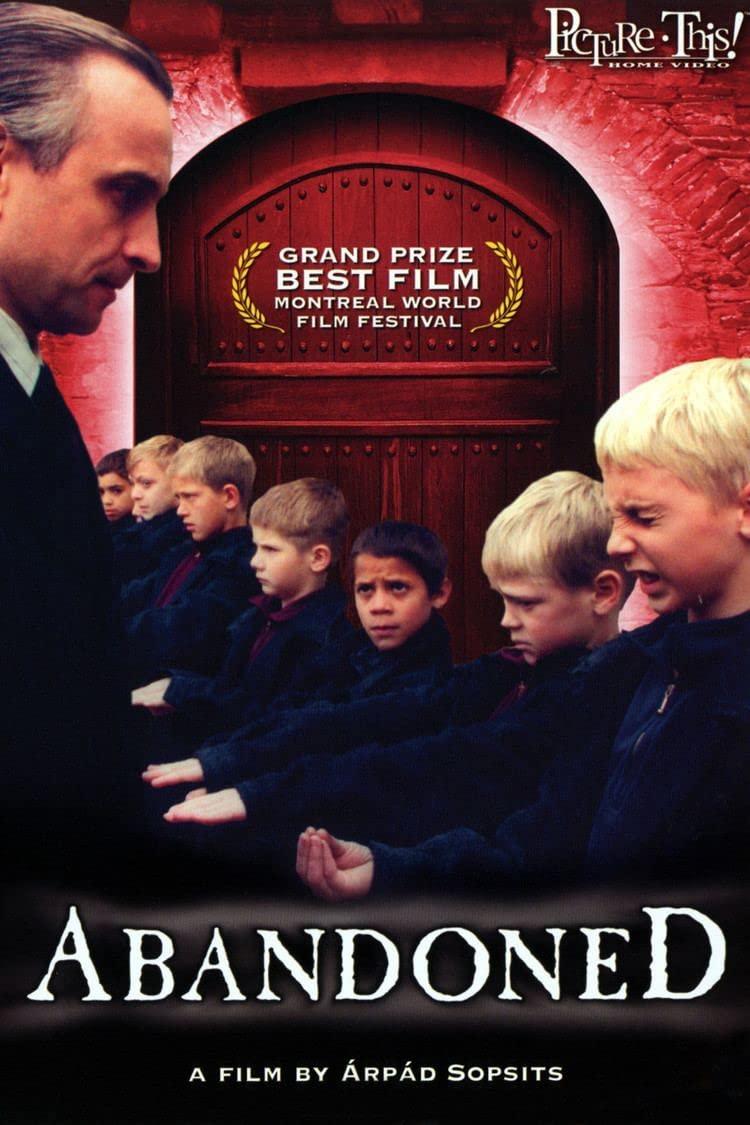 Picture·This!
HOME VIDEO
GRAND PRIZE
BEST FILM
MONTREAL WORLD
FILM FESTIVAL
ABANDONED
A FILM BY ÁRPÁD SOPSITS